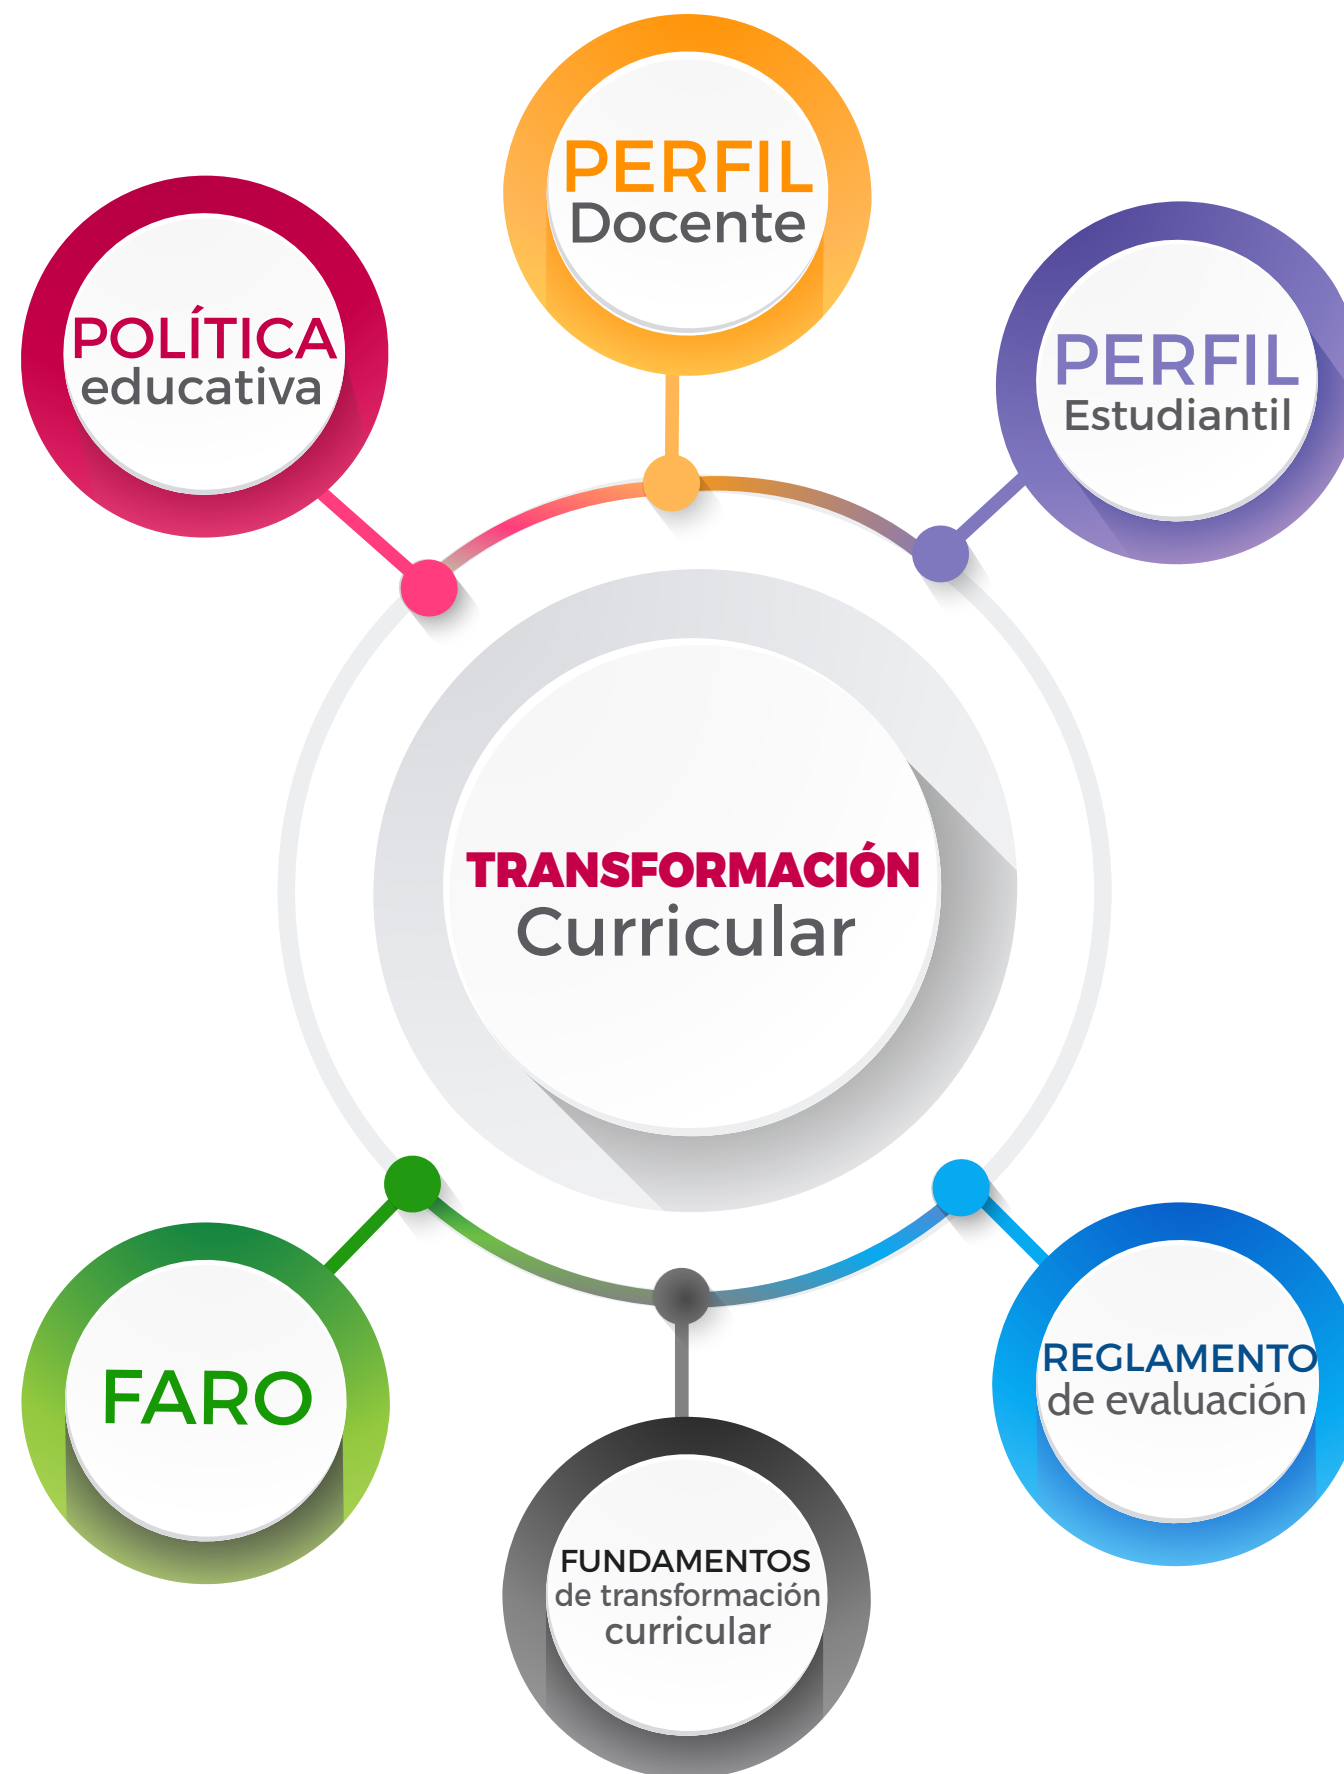 PERFIL
Docente
POLÍTICA
educativa
PERFIL
Estudiantil
TRANSFORMACIÓN
Curricular
FARO
REGLAMENTO
de evaluación
FUNDAMENTOS
de transformación
curricular